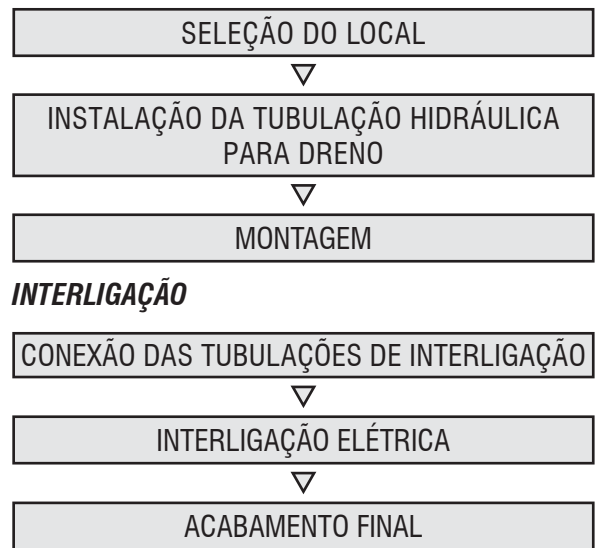 SELEÇÃO DO LOCAL
INSTALAÇÃO DA TUBULAÇÃO HIDRÁULICA
PARA DRENO
MONTAGEM
INTERLIGAÇÃO
CONEXÃO DAS TUBULAÇÕES DE INTERLIGAÇÃO
INTERLIGAÇÃO ELÉTRICA
ACABAMENTO FINAL